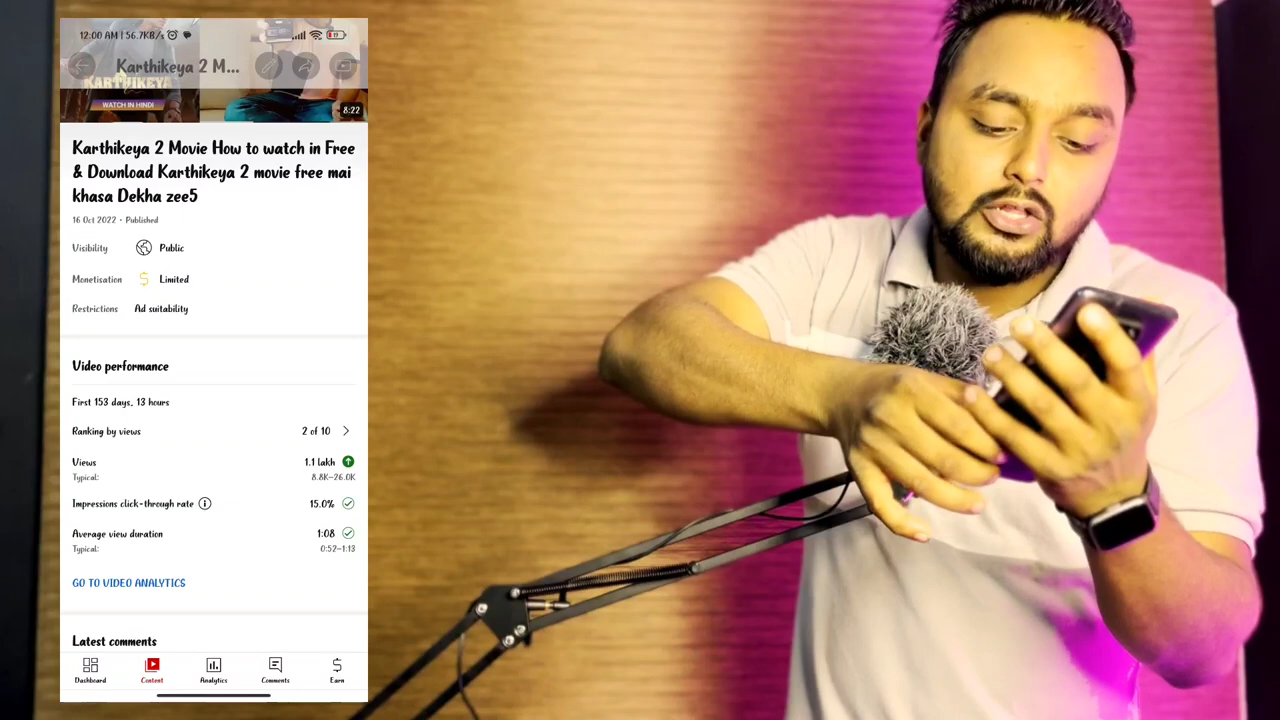 12:00 AM | 56.7KB/s
17
Karthikeya 2 M...
KARTHIKEYA
WATCH IN HINDI
8:22
Karthikeya 2 Movie How to watch in Free
& Download Karthikeya 2 movie free mai
khasa Dekha zee5
16 Oct 2022 • Published
Visibility Public
Monetisation Limited
Restrictions Ad suitability
Video performance
First 153 days, 13 hours
Ranking by views 2 of 10
Views 1.1 lakh
Typical: 8.8K–26.0K
Impressions click-through rate 15.0%
Average view duration 1:08
Typical: 0:52–1:13
GO TO VIDEO ANALYTICS
Latest comments
Dashboard Content Analytics Comments Earn